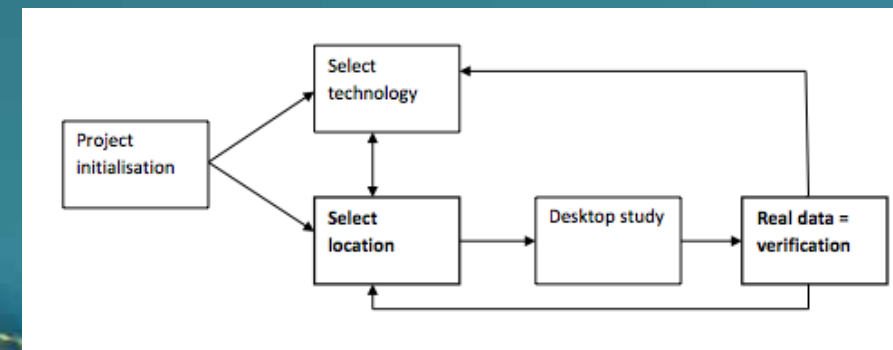 Select
technology
Project
initialisation
Select
location
Desktop study
Real data =
verification